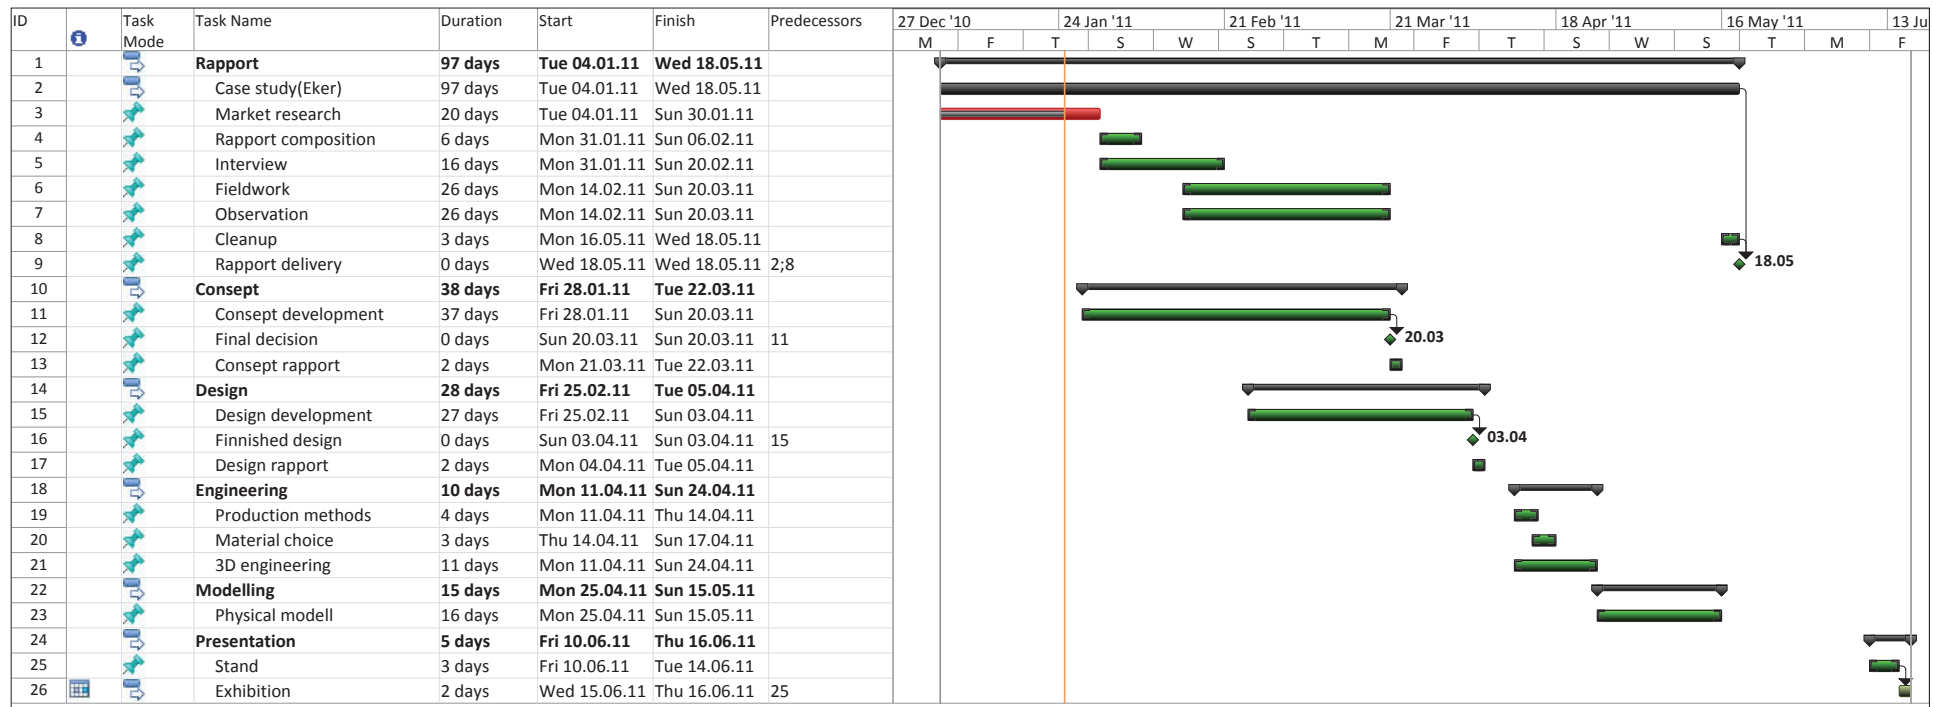 ID Task Mode Task Name Duration Start Finish Predecessors 27 Dec '10 24 Jan '11 21 Feb '11 21 Mar '11 18 Apr '11 16 May '11 13 Ju
M F T S W S T M F T S W S T M F
1 Rapport 97 days Tue 04.01.11 Wed 18.05.11
2 Case study(Eker) 97 days Tue 04.01.11 Wed 18.05.11
3 Market research 20 days Tue 04.01.11 Sun 30.01.11
4 Rapport composition 6 days Mon 31.01.11 Sun 06.02.11
5 Interview 16 days Mon 31.01.11 Sun 20.02.11
6 Fieldwork 26 days Mon 14.02.11 Sun 20.03.11
7 Observation 26 days Mon 14.02.11 Sun 20.03.11
8 Cleanup 3 days Mon 16.05.11 Wed 18.05.11
9 Rapport delivery 0 days Wed 18.05.11 Wed 18.05.11 2;8 18.05
10 Consept 38 days Fri 28.01.11 Tue 22.03.11
11 Consept development 37 days Fri 28.01.11 Sun 20.03.11
12 Final decision 0 days Sun 20.03.11 Sun 20.03.11 11 20.03
13 Consept rapport 2 days Mon 21.03.11 Tue 22.03.11
14 Design 28 days Fri 25.02.11 Tue 05.04.11
15 Design development 27 days Fri 25.02.11 Sun 03.04.11
16 Finnished design 0 days Sun 03.04.11 Sun 03.04.11 15 03.04
17 Design rapport 2 days Mon 04.04.11 Tue 05.04.11
18 Engineering 10 days Mon 11.04.11 Sun 24.04.11
19 Production methods 4 days Mon 11.04.11 Thu 14.04.11
20 Material choice 3 days Thu 14.04.11 Sun 17.04.11
21 3D engineering 11 days Mon 11.04.11 Sun 24.04.11
22 Modelling 15 days Mon 25.04.11 Sun 15.05.11
23 Physical modell 16 days Mon 25.04.11 Sun 15.05.11
24 Presentation 5 days Fri 10.06.11 Thu 16.06.11
25 Stand 3 days Fri 10.06.11 Tue 14.06.11
26 Exhibition 2 days Wed 15.06.11 Thu 16.06.11 25